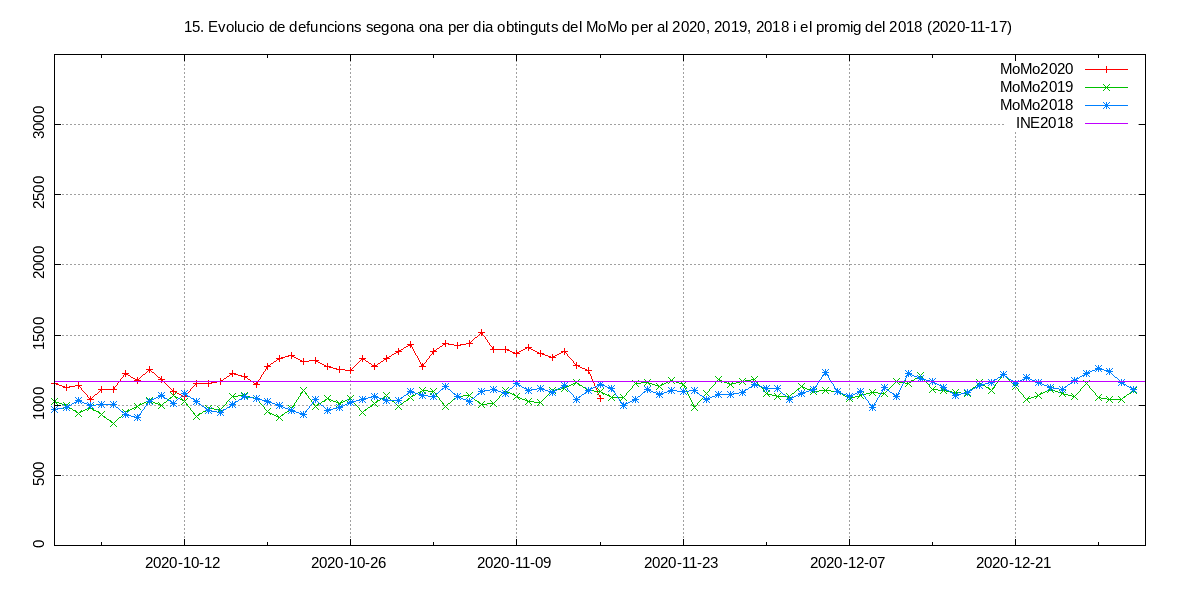 15. Evolucio de defuncions segona ona per dia obtinguts del MoMo per al 2020, 2019, 2018 i el promig del 2018 (2020-11-17)
MoMo2020
MoMo2019
MoMo2018
INE2018
3000
2500
2000
1500
1000
500
0
2020-10-12 2020-10-26 2020-11-09 2020-11-23 2020-12-07 2020-12-21